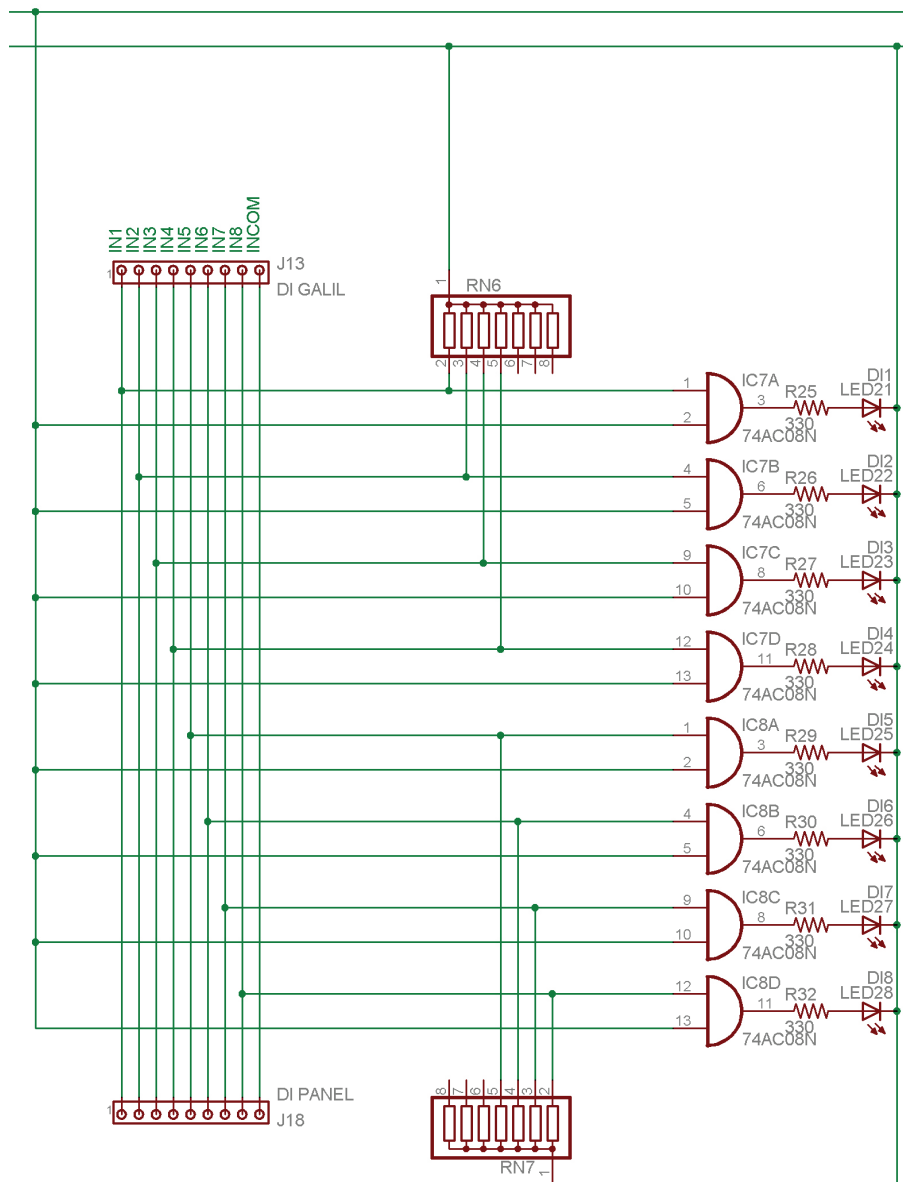 IN1
IN2
IN3
IN4
IN5
IN6
IN7
IN8
INCOM
1
J13
DI GALIL
1
RN6
2
3
4
5
6
7
8
1
2
IC7A
3
74AC08N
R25
330
DI1
LED21
4
5
IC7B
6
74AC08N
R26
330
DI2
LED22
9
10
IC7C
8
74AC08N
R27
330
DI3
LED23
12
13
IC7D
11
74AC08N
R28
330
DI4
LED24
1
2
IC8A
3
74AC08N
R29
330
DI5
LED25
4
5
IC8B
6
74AC08N
R30
330
DI6
LED26
9
10
IC8C
8
74AC08N
R31
330
DI7
LED27
12
13
IC8D
11
74AC08N
R32
330
DI8
LED28
8
7
6
5
4
3
2
RN7
1
1
DI PANEL
J18